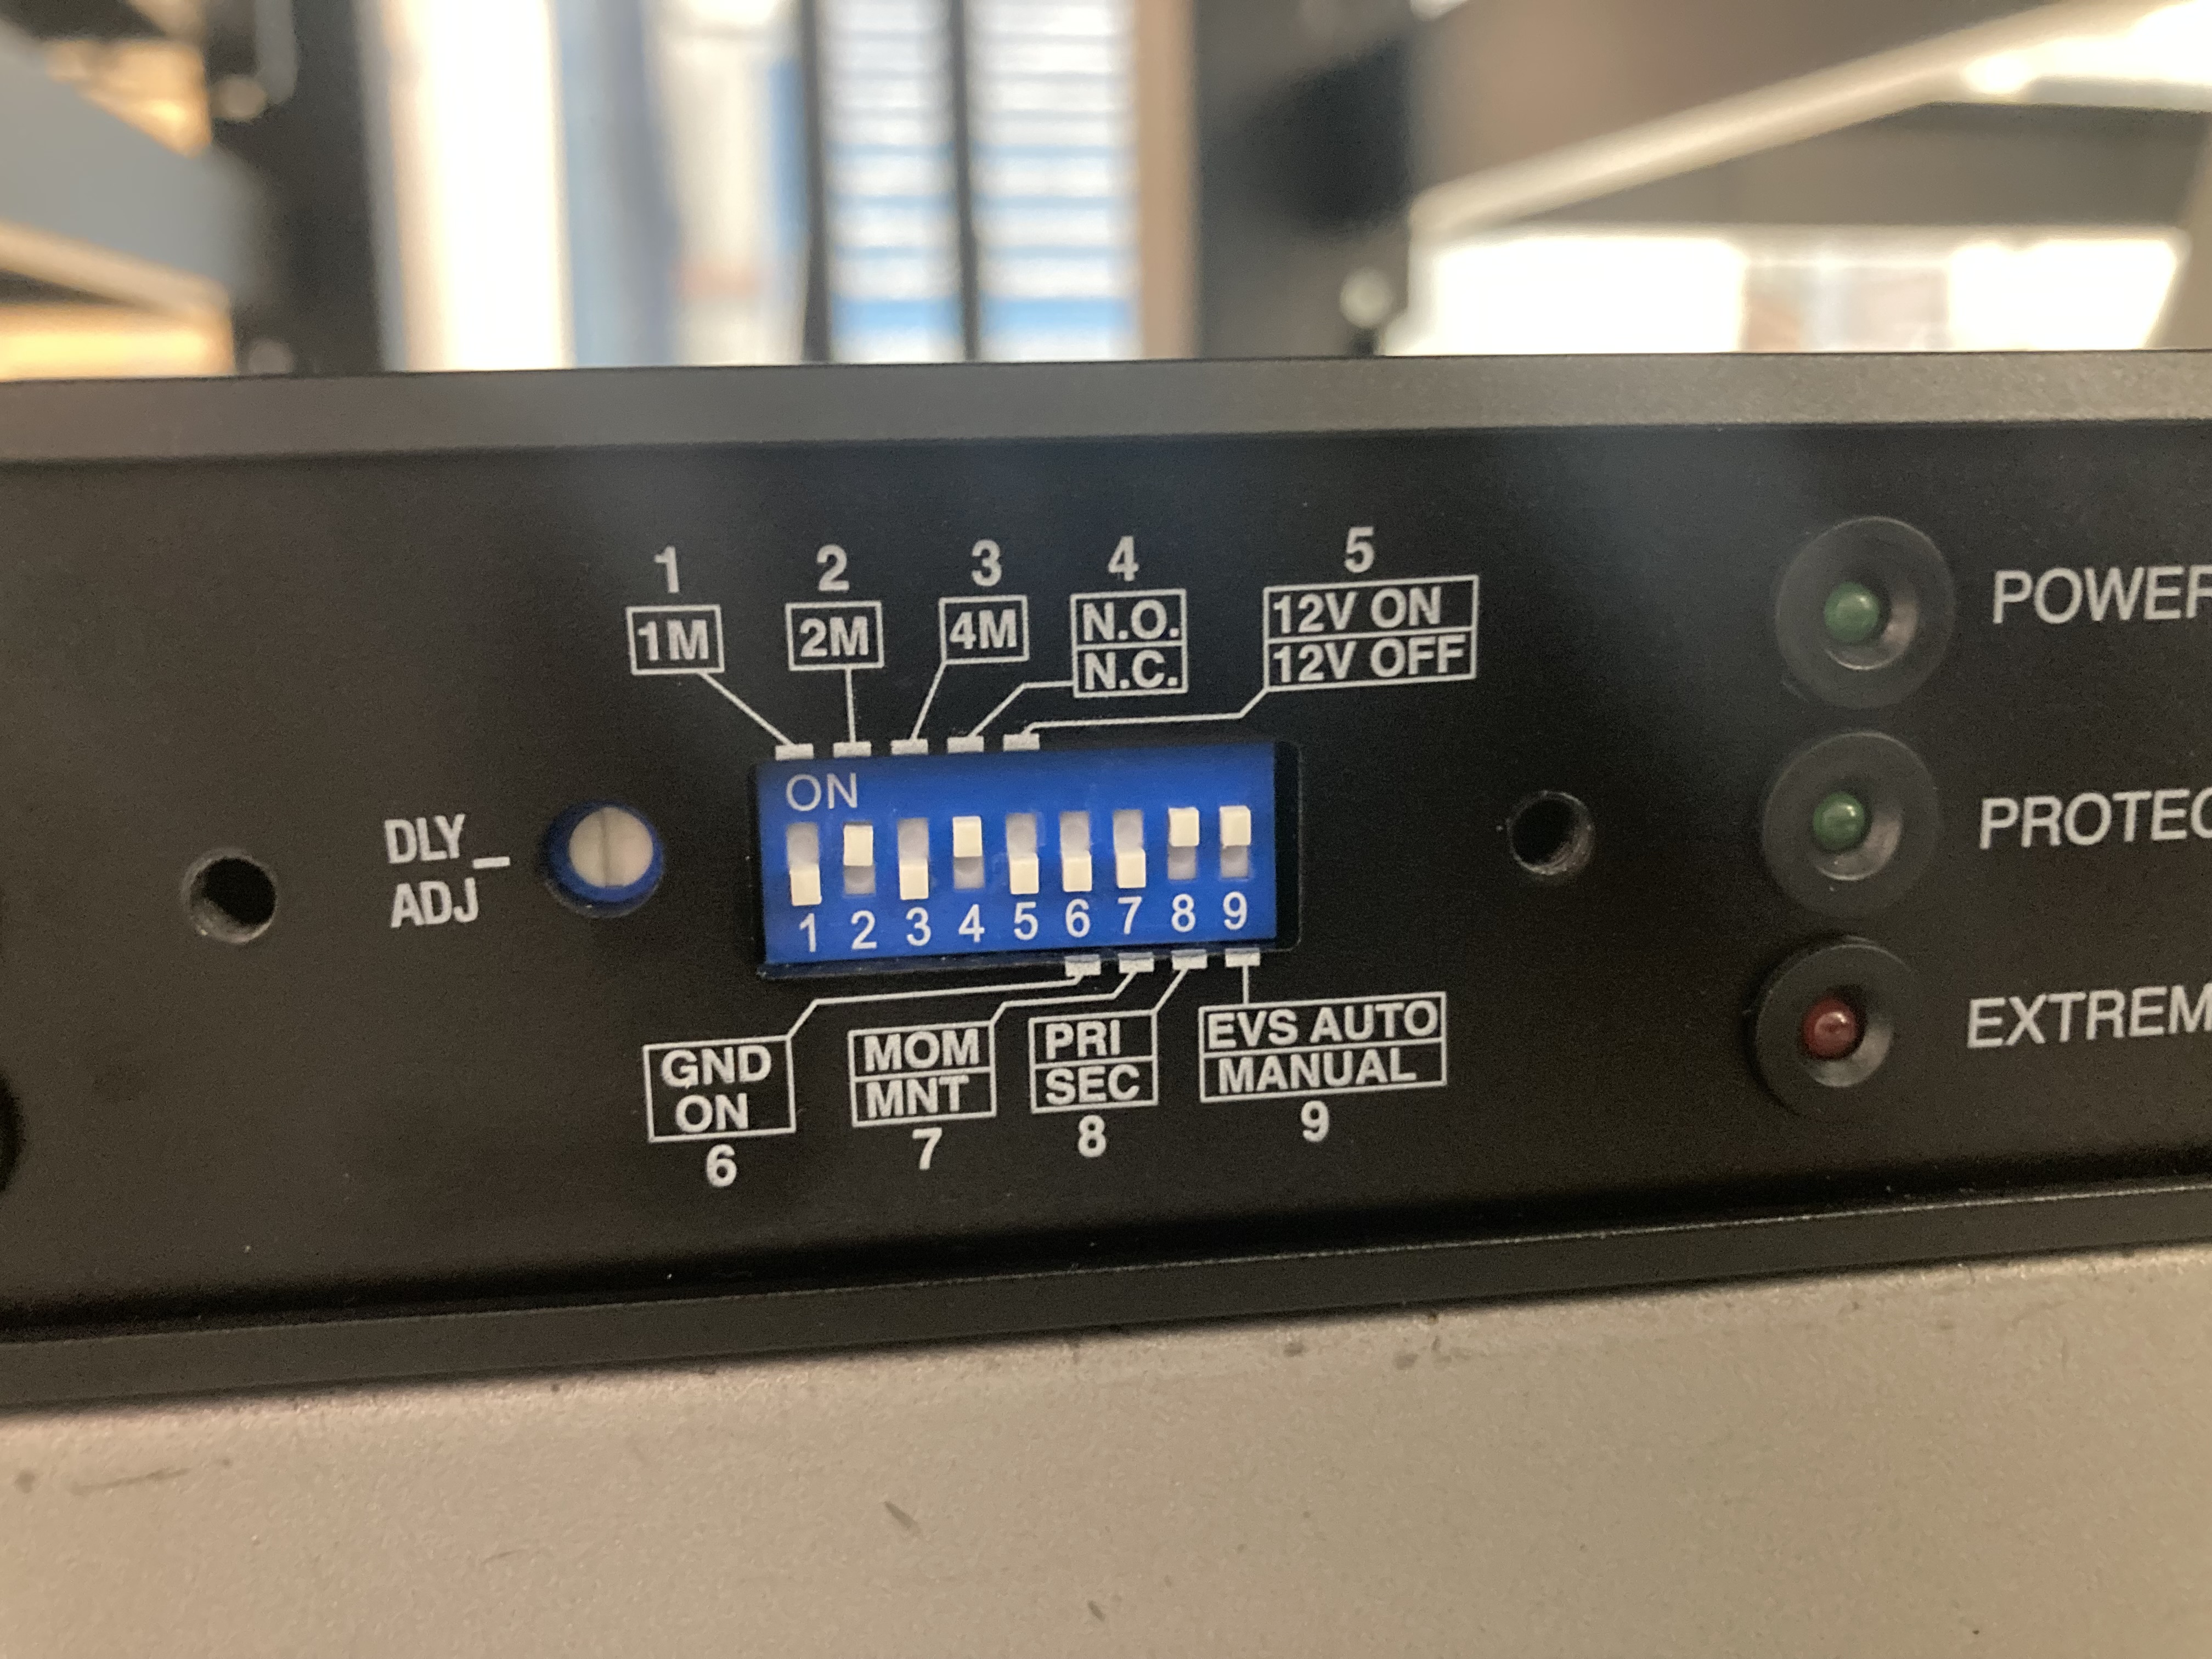 1 2 3 4 5
1M 2M 4M N.O. 12V ON
N.C. 12V OFF
ON
DLY
ADJ
1 2 3 4 5 6 7 8 9
GND MOM PRI EVS AUTO
ON MNT SEC MANUAL
6 7 8 9
POWER
PROTEC
EXTREM